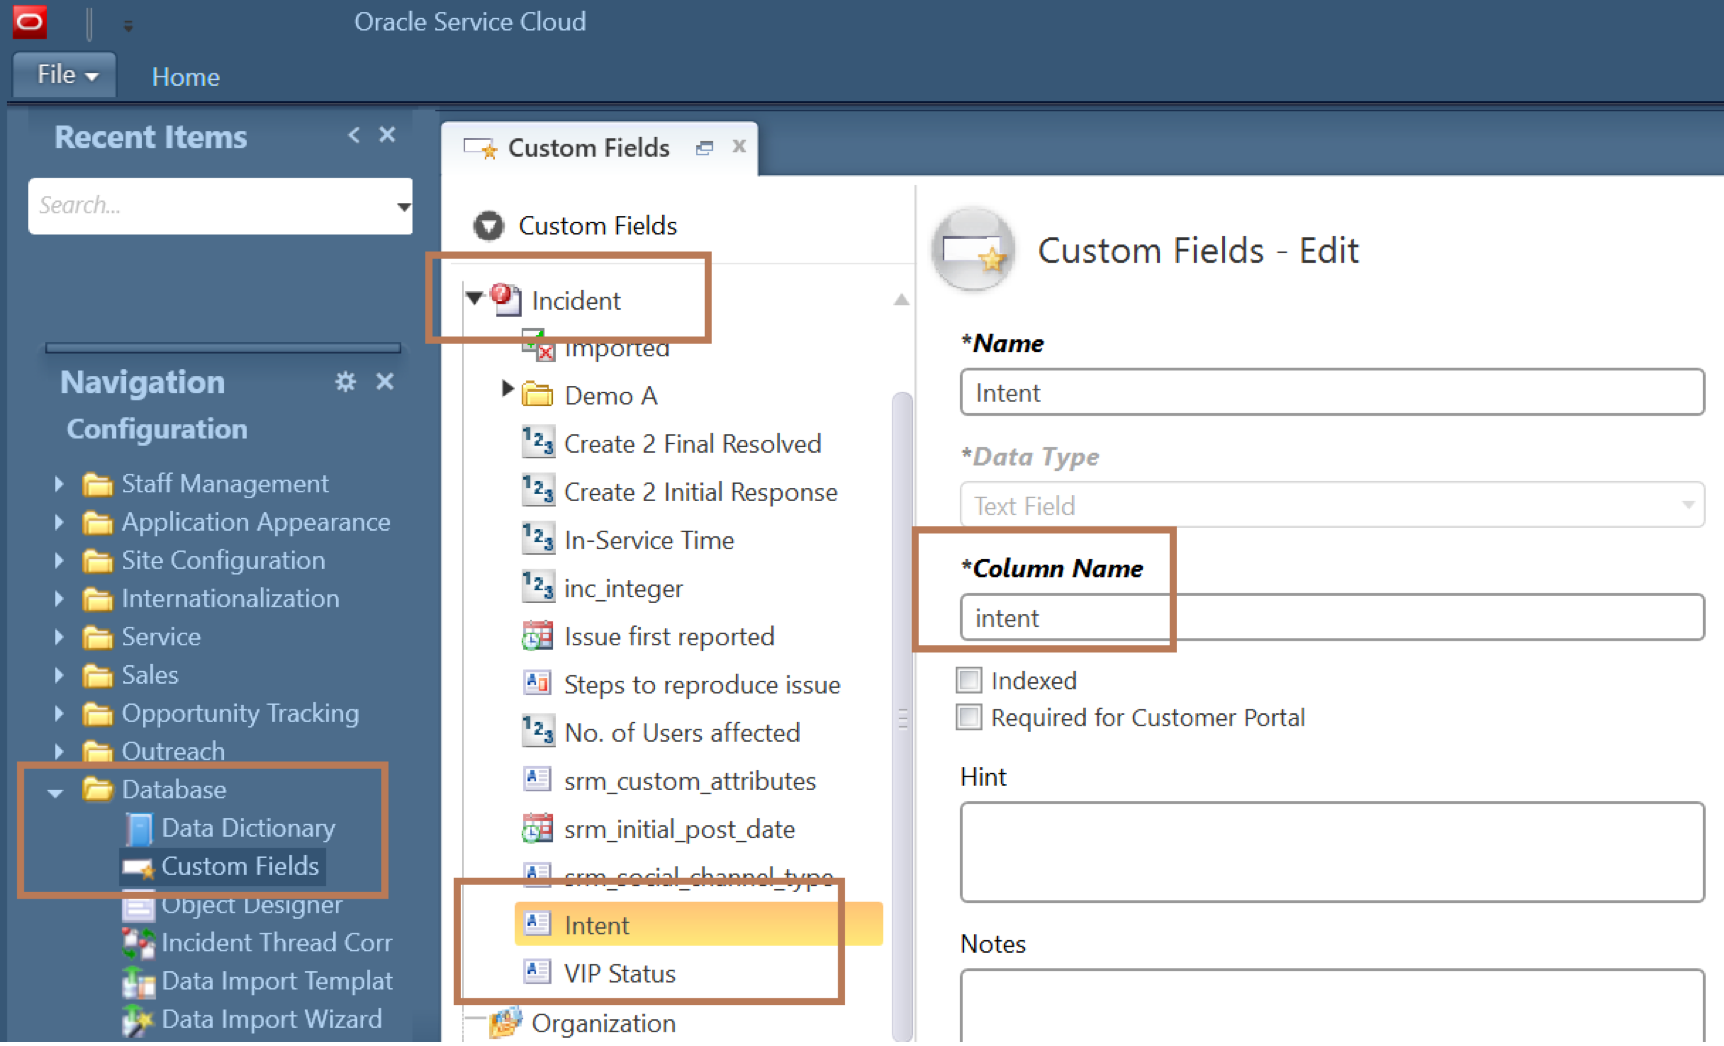 Oracle Service Cloud
File
Home
Recent Items
Search...
Navigation
Configuration
Staff Management
Application Appearance
Site Configuration
Internationalization
Service
Sales
Opportunity Tracking
Outreach
Database
Data Dictionary
Custom Fields
Object Designer
Incident Thread Corr
Data Import Templat
Data Import Wizard
Custom Fields
Custom Fields
Incident
Imported
Demo A
Create 2 Final Resolved
Create 2 Initial Response
In-Service Time
inc_integer
Issue first reported
Steps to reproduce issue
No. of Users affected
srm_custom_attributes
srm_initial_post_date
srm_social_channel_type
Intent
VIP Status
Organization
Custom Fields - Edit
*Name
Intent
*Data Type
Text Field
*Column Name
intent
Indexed
Required for Customer Portal
Hint
Notes